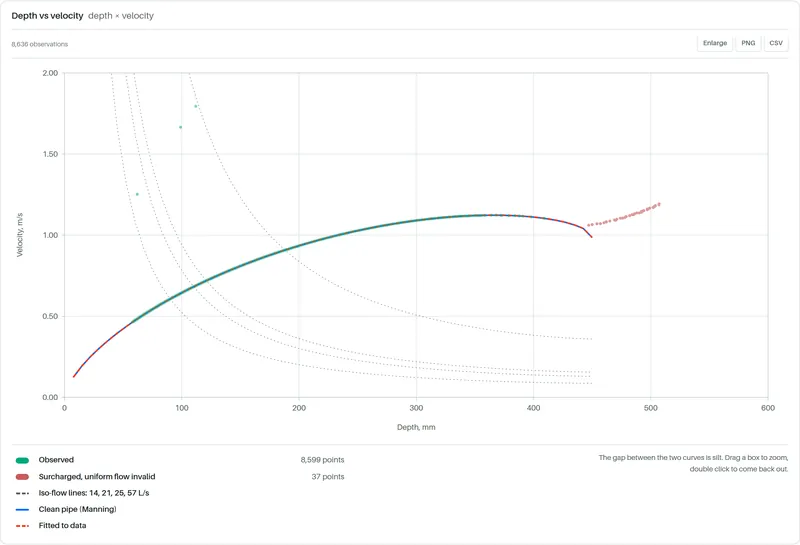 Depth vs velocity depth × velocity
8,636 observations
Enlarge PNG CSV
2.00
1.50
1.00
0.50
0.00
Velocity, m/s
0 100 200 300 400 500 600
Depth, mm
Observed 8,599 points
Surcharged, uniform flow invalid 37 points
Iso-flow lines: 14, 21, 25, 57 L/s
Clean pipe (Manning)
Fitted to data
The gap between the two curves is silt. Drag a box to zoom,
double click to come back out.